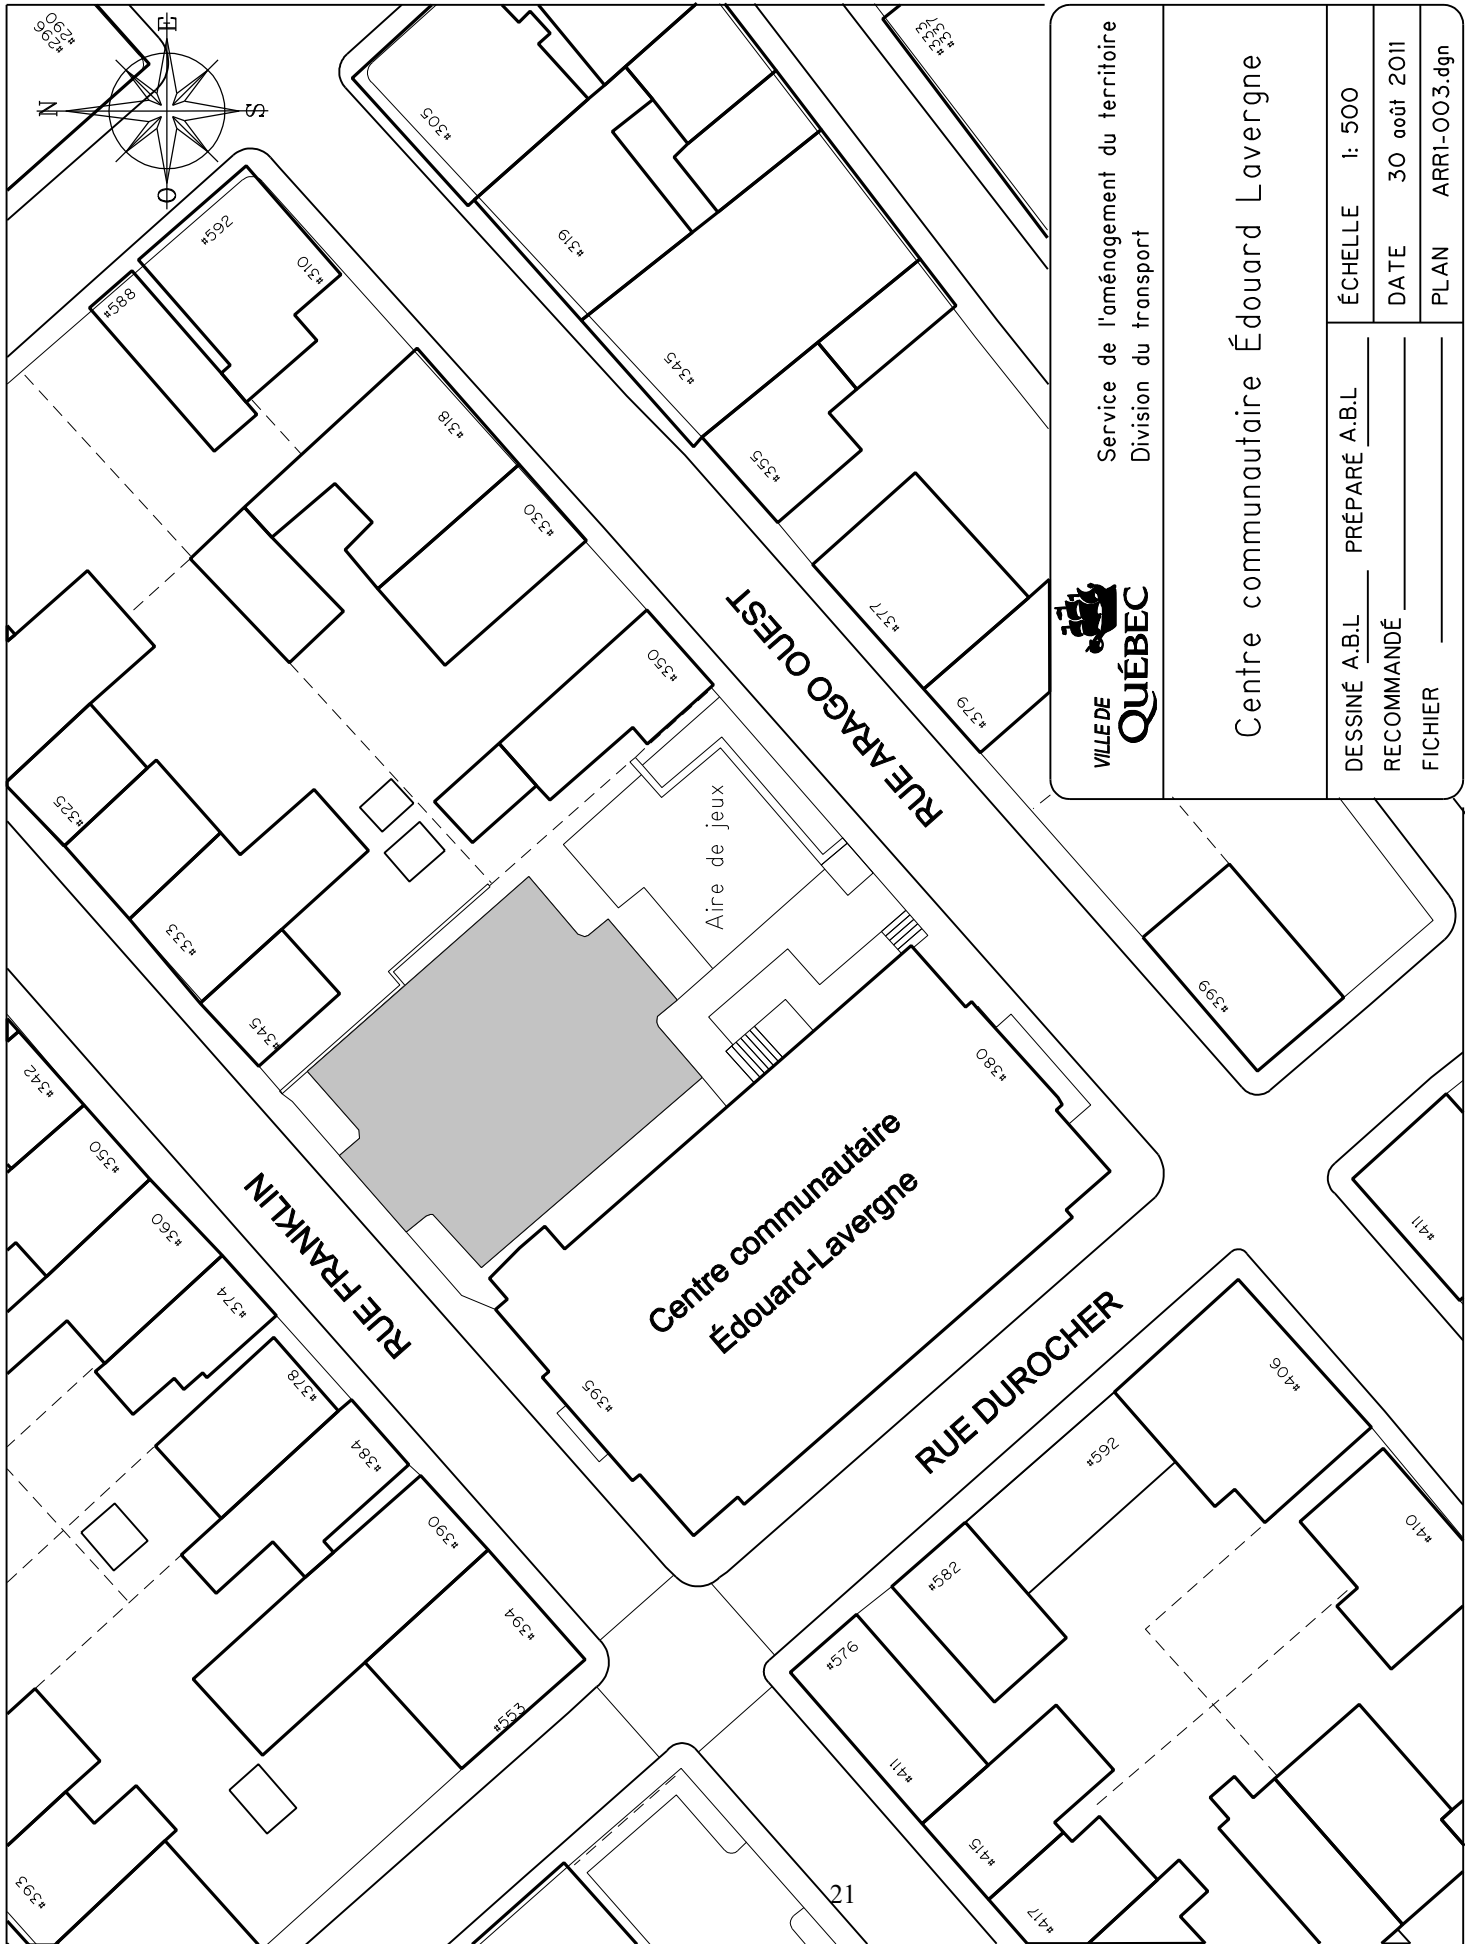 #296
#290
N
E
S
O
#305
#333
#337
#592
#310
#588
#319
#318
#345
#330
#355
#325
#350
#377
#379
#333
#345
RUE ARAGO OUEST
Aire de jeux
#342
#350
#360
#374
#378
#384
#390
#394
#553
#393
RUE FRANKLIN
#399
#380
#395
Centre communautaire
Édouard-Lavergne
RUE DUROCHER
#411
#406
#592
#410
#582
#576
#411
#415
#417
VILLE DE
QUÉBEC
Service de l'aménagement du territoire
Division du transport
Centre communautaire Édouard Lavergne
DESSINÉ A.B.L PRÉPARÉ A.B.L
RECOMMANDÉ
FICHIER
ÉCHELLE 1: 500
DATE 30 août 2011
PLAN ARR1-003.dgn
21